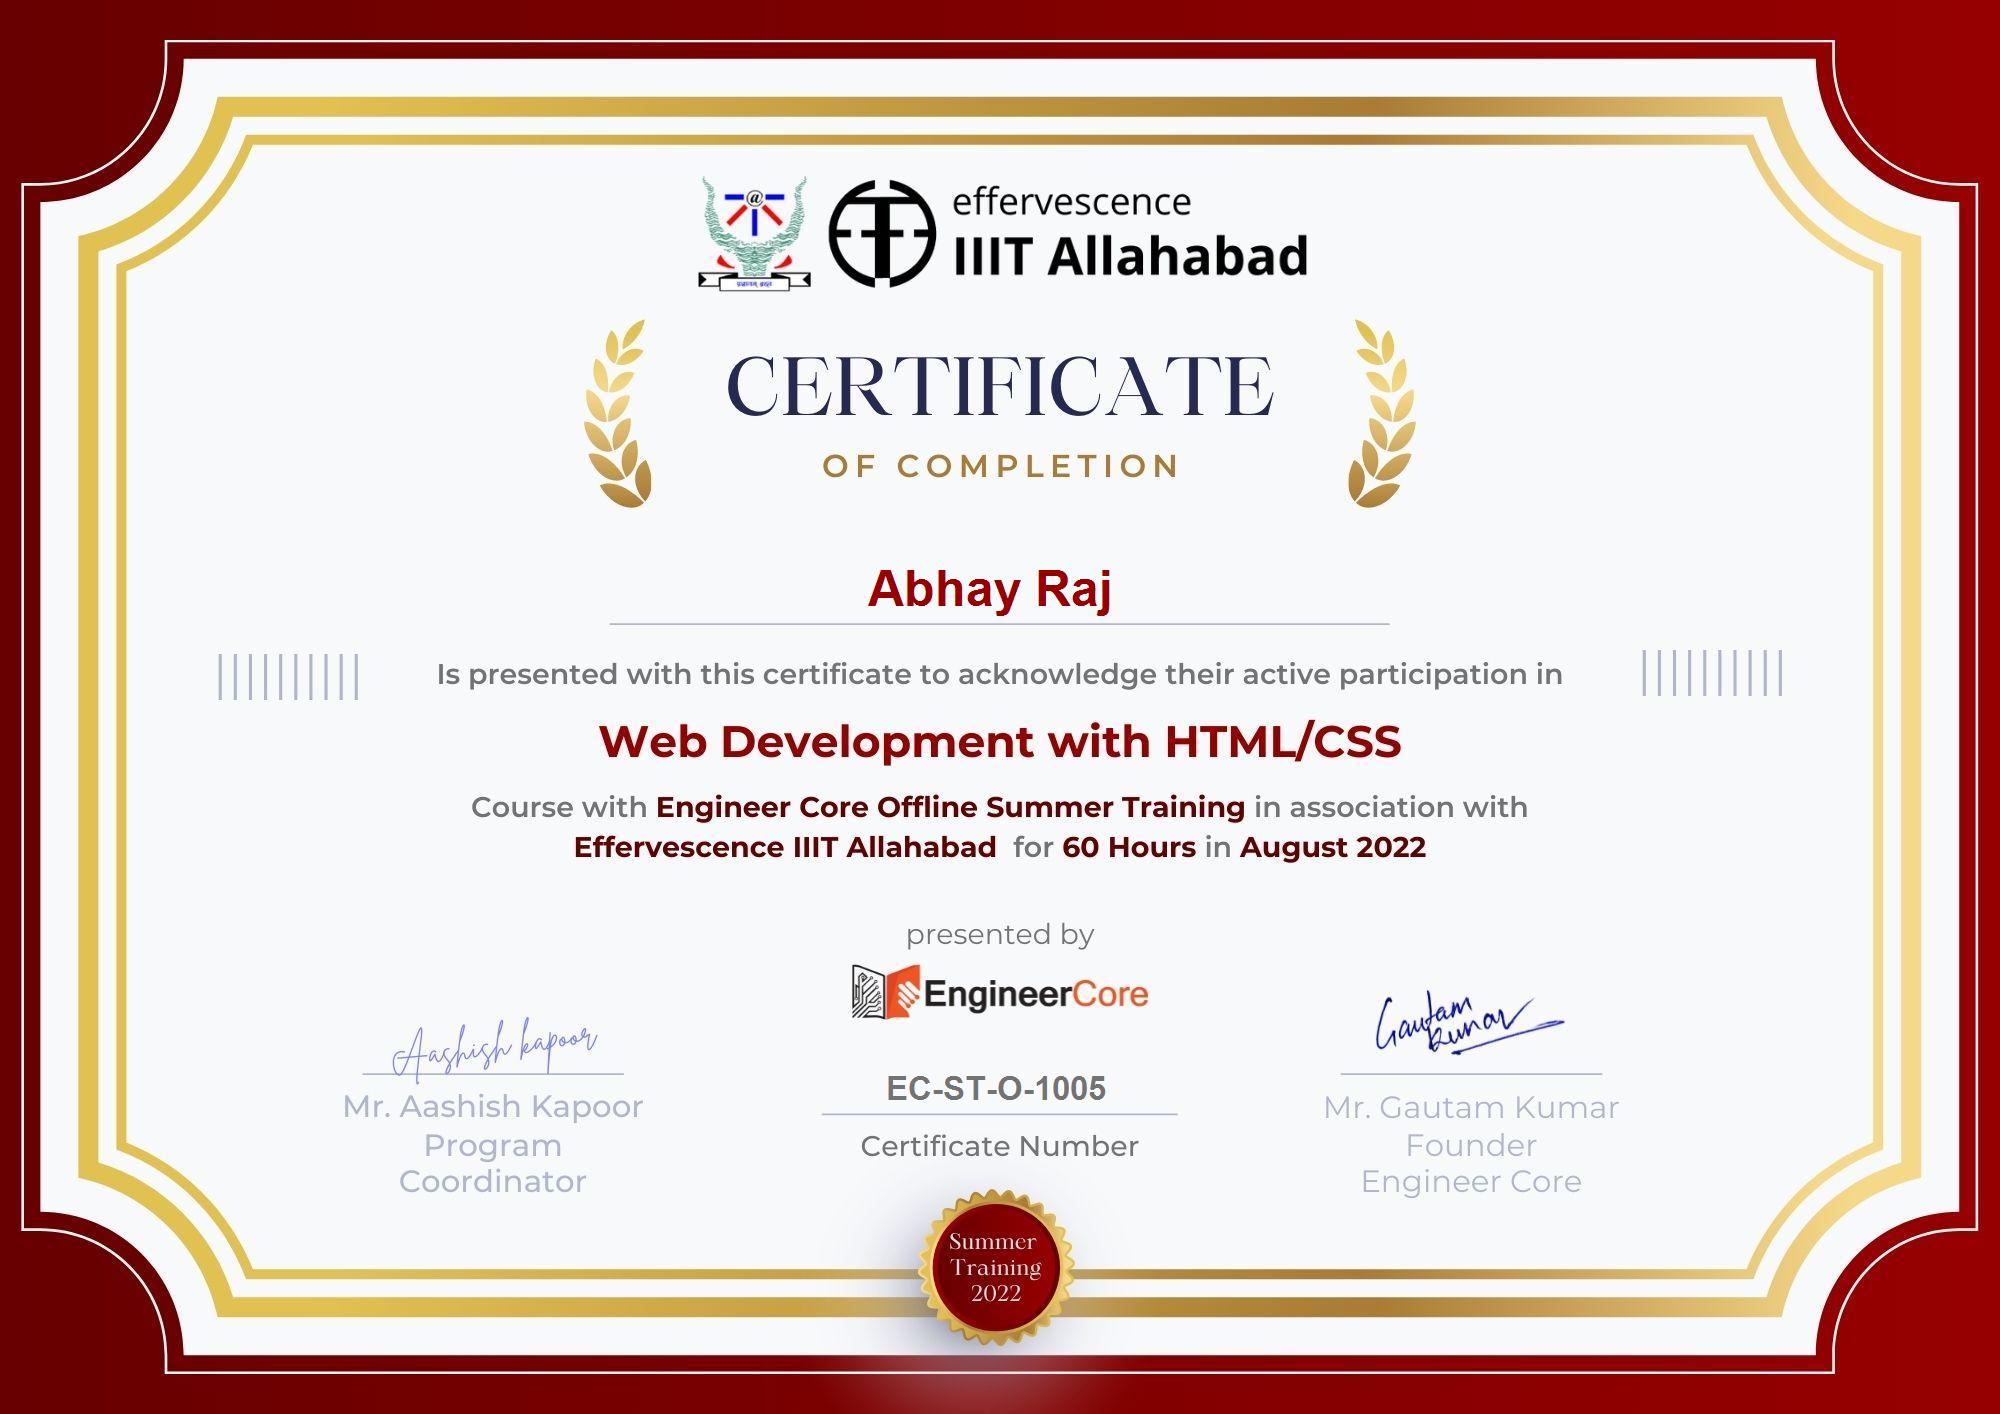 effervescence
IIIT Allahabad
CERTIFICATE
OF COMPLETION
Abhay Raj
Is presented with this certificate to acknowledge their active participation in
Web Development with HTML/CSS
Course with Engineer Core Offline Summer Training in association with
Effervescence IIIT Allahabad for 60 Hours in August 2022
presented by
EngineerCore
Aashish kapoor
Mr. Aashish Kapoor
Program
Coordinator
EC-ST-O-1005
Certificate Number
Gautam
Kumar
Mr. Gautam Kumar
Founder
Engineer Core
Summer
Training
2022